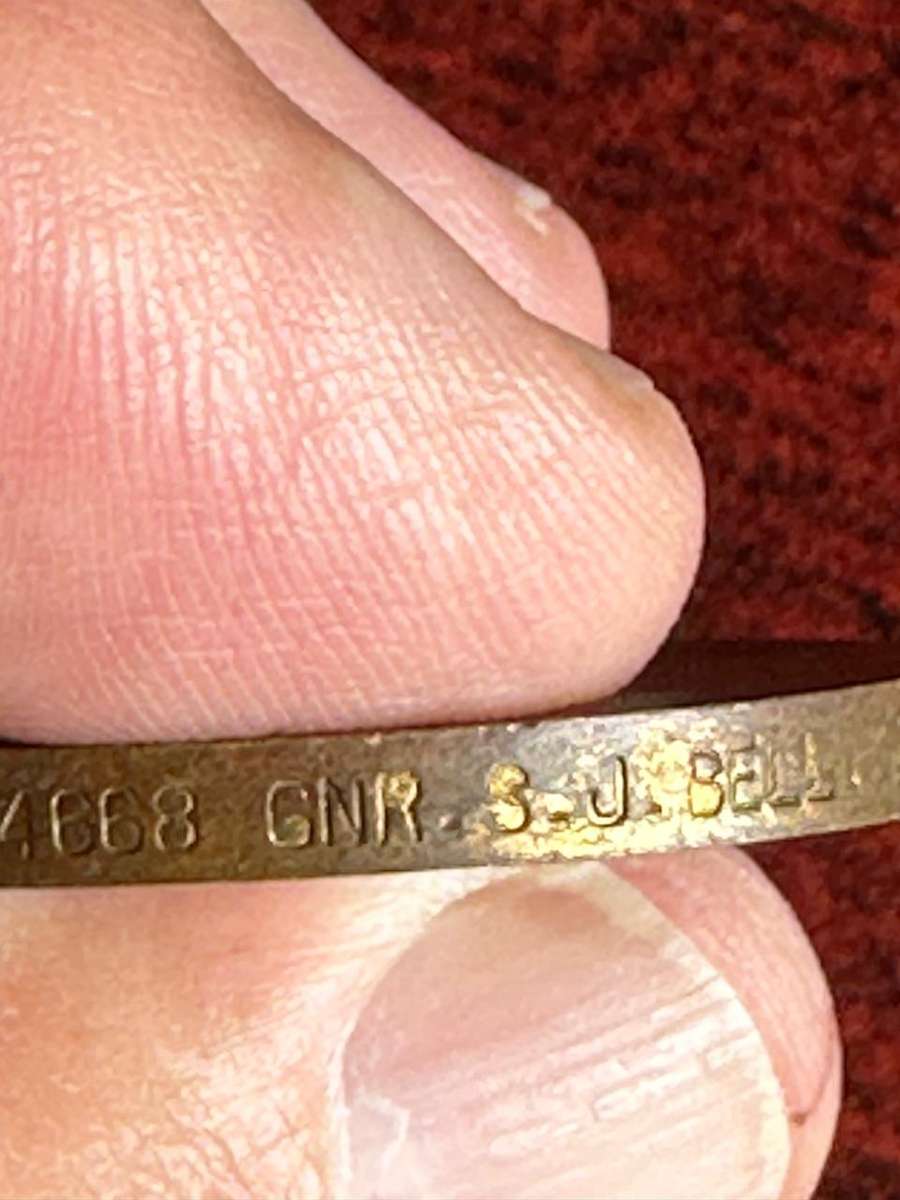 4668 GNR. S. J. BELL.